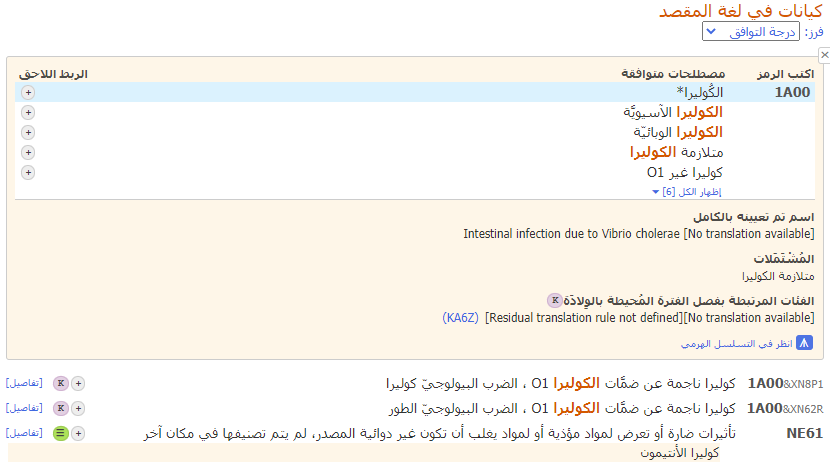 كيانات في لغة المقصد
فرز: درجة التوافق
اكتب الرمز مصطلحات متوافقة الربط اللاحق
1A00 الكُوليرا*
الكوليرا الآسيويَّة
الكوليرا الوبائيّة
متلازمة الكوليرا
كوليرا غير O1
إظهار الكل [6]
اسم تم تعيينه بالكامل
Intestinal infection due to Vibrio cholerae [No translation available]
المُشْتَمَلات
متلازمة الكوليرا
الفئات المرتبطة بفصل الفترة المُحيطة بالوِلادَة K
[No translation available][Residual translation rule not defined] (KA6Z)
انظر في التسلسل الهرمي
1A00&XN8P1 كوليرا ناجمة عن ضمَّات الكوليرا O1 ، الضرب البيولوجيّ كوليرا K [تفاصيل]
1A00&XN62R كوليرا ناجمة عن ضمَّات الكوليرا O1 ، الضرب البيولوجيّ الطور K [تفاصيل]
NE61 تأثيرات ضارة أو تعرض لمواد مؤذية أو لمواد يغلب أن تكون غير دوائية المصدر، لم يتم تصنيفها في مكان آخر [تفاصيل]
كوليرا الأنتيمون